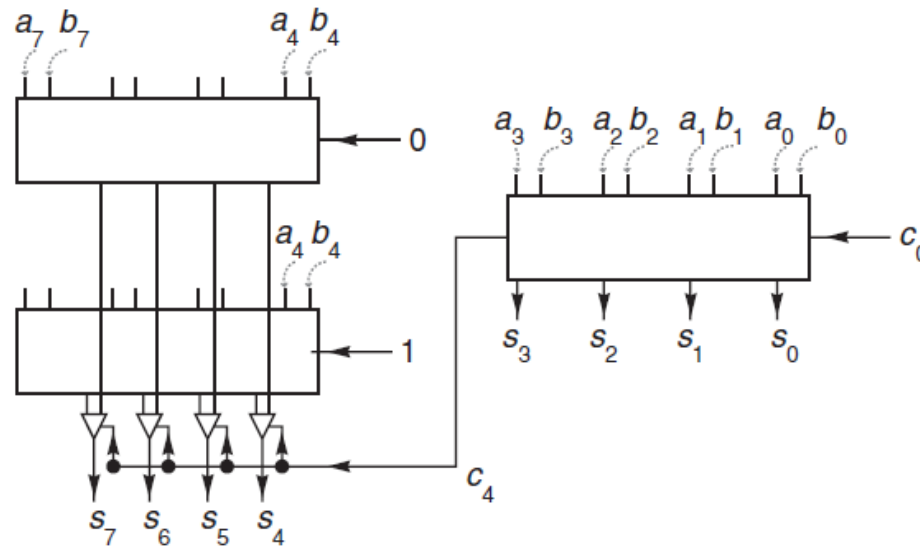 a₇ b₇ a₄ b₄
0
a₃ b₃ a₂ b₂ a₁ b₁ a₀ b₀
c₀
a₄ b₄
1
s₃ s₂ s₁ s₀
c₄
s₇ s₆ s₅ s₄